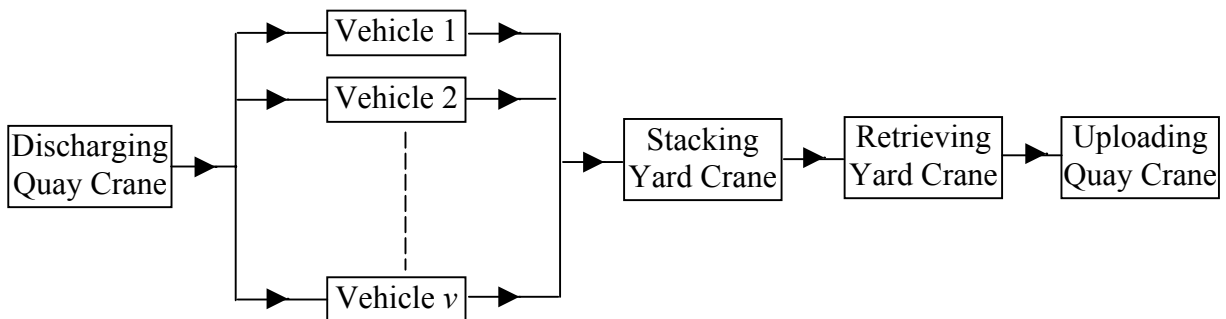 Discharging
Quay Crane
Vehicle 1
Vehicle 2
Vehicle v
Stacking
Yard Crane
Retrieving
Yard Crane
Uploading
Quay Crane